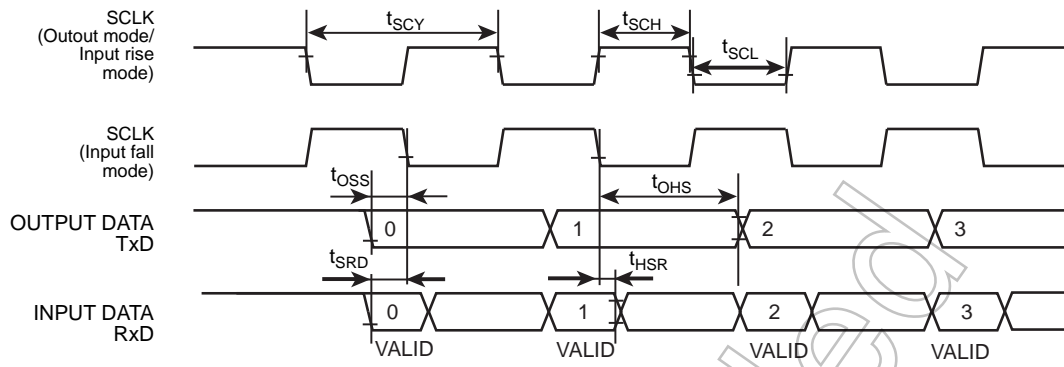 SCLK
(Outout mode/
Input rise
mode)
tSCY
tSCH
tSCL
SCLK
(Input fall
mode)
tOSS
tOHS
OUTPUT DATA
TxD
0
1
2
3
tSRD
tHSR
INPUT DATA
RxD
0
1
2
3
VALID
VALID
VALID
VALID